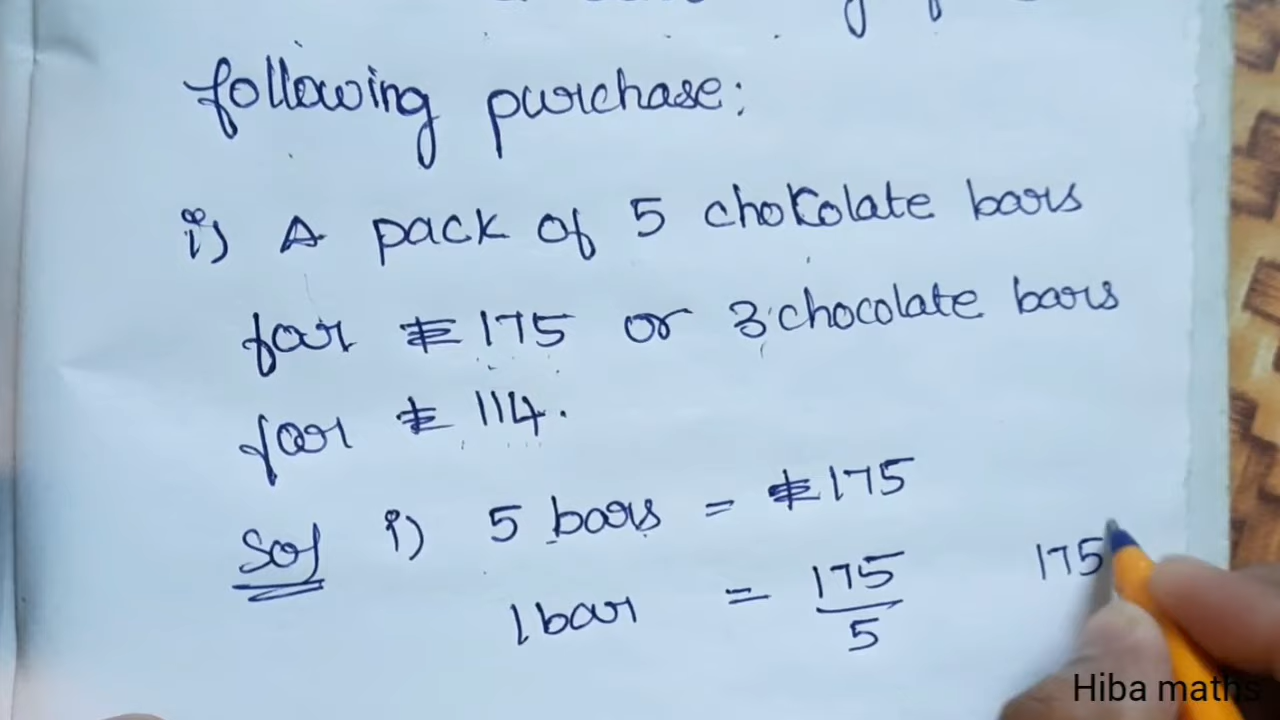 following purchase:
i) A pack of 5 chokolate bars
for ₹ 175 or 3 chocolate bars
for ₹ 114.
Sol i) 5 bars = ₹175
1 bar = 175/5 175
Hiba maths